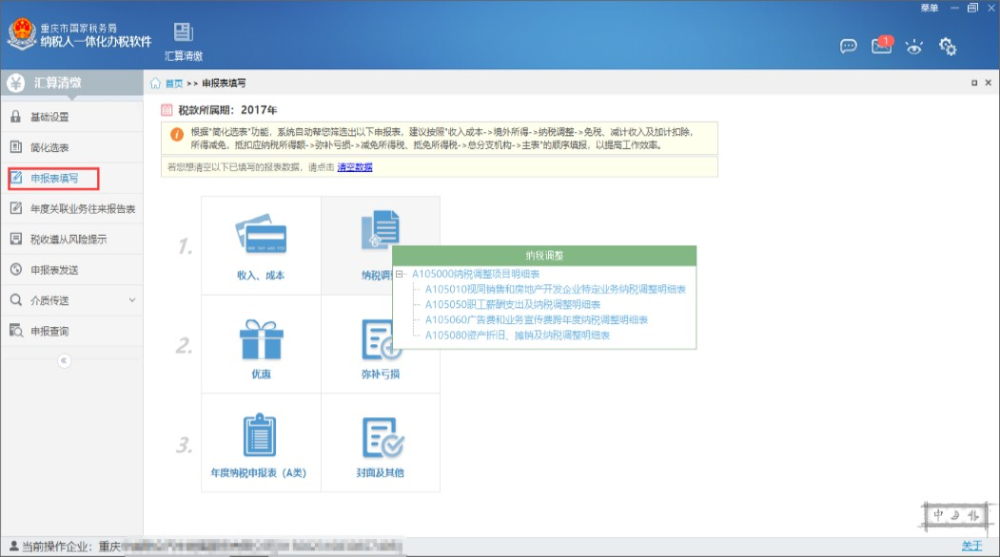 菜单
重庆市国家税务局
纳税人一体化办税软件
汇算清缴
1
汇算清缴
首页 >> 申报表填写
基础设置
简化选表
申报表填写
年度关联业务往来报告表
税收遵从风险提示
申报表发送
介质传送
申报查询
税款所属期：2017年
根据"简化选表"功能，系统自动帮您筛选出以下申报表，建议按照"收入成本->境外所得->纳税调整->免税、减计收入及加计扣除，
所得减免，抵扣应纳税所得额->弥补亏损->减免所得税、抵免所得税->总分支机构->主表"的顺序填报，以提高工作效率。
若您想清空以下已填写的报表数据，请点击 清空数据
1.
收入、成本
纳税调
纳税调整
A105000纳税调整项目明细表
A105010视同销售和房地产开发企业特定业务纳税调整明细表
A105050职工薪酬支出及纳税调整明细表
A105060广告费和业务宣传费跨年度纳税调整明细表
A105080资产折旧、摊销及纳税调整明细表
2.
优惠
弥补亏损
3.
年度纳税申报表（A类）
封面及其他
中
当前操作企业：重庆
关于